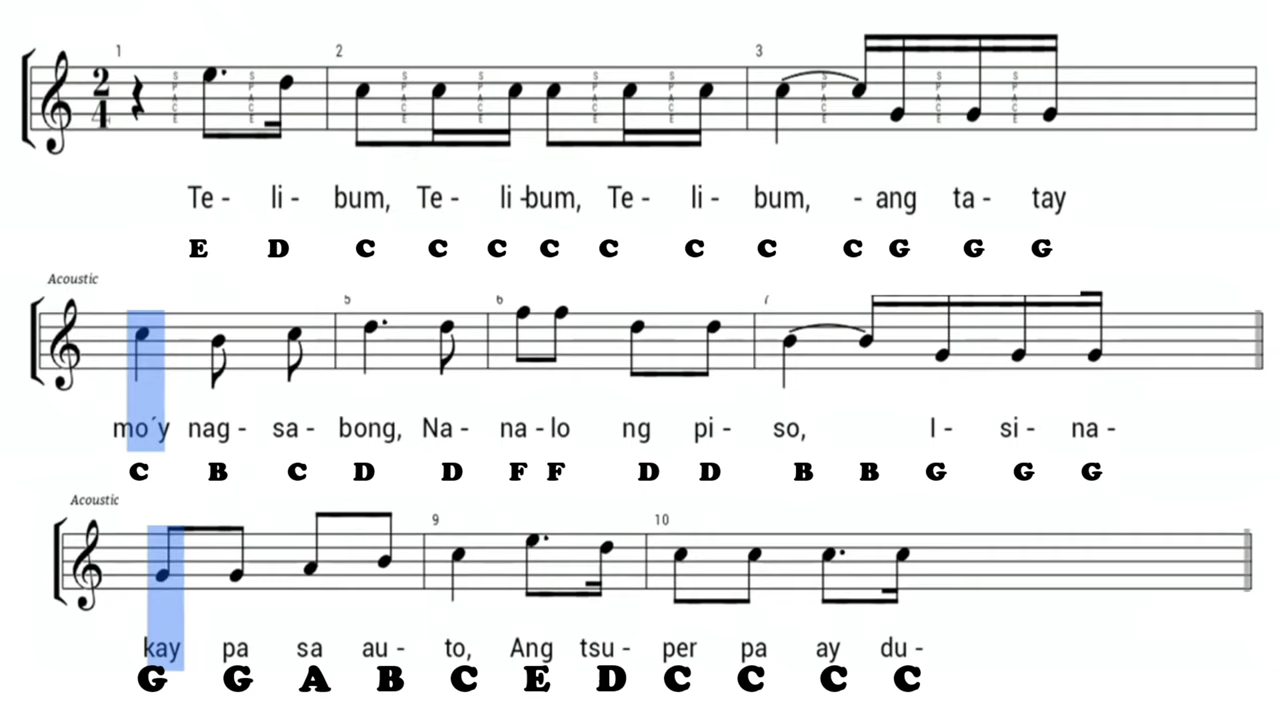 1 2 3
2
4
S P A C E S P A C E S P A C E S P A C E S P A C E S P A C E S P A C E S P A C E S P A C E
Te - li - bum, Te - li - bum, Te - li - bum, - ang ta - tay
E D C C C C C C C C G G G
Acoustic
5 6 7
mo´y nag - sa - bong, Na - na - lo ng pi - so, I - si - na -
C B C D D F F D D B B G G G
Acoustic
9 10
kay pa sa au - to, Ang tsu - per pa ay du -
G G A B C E D C C C C